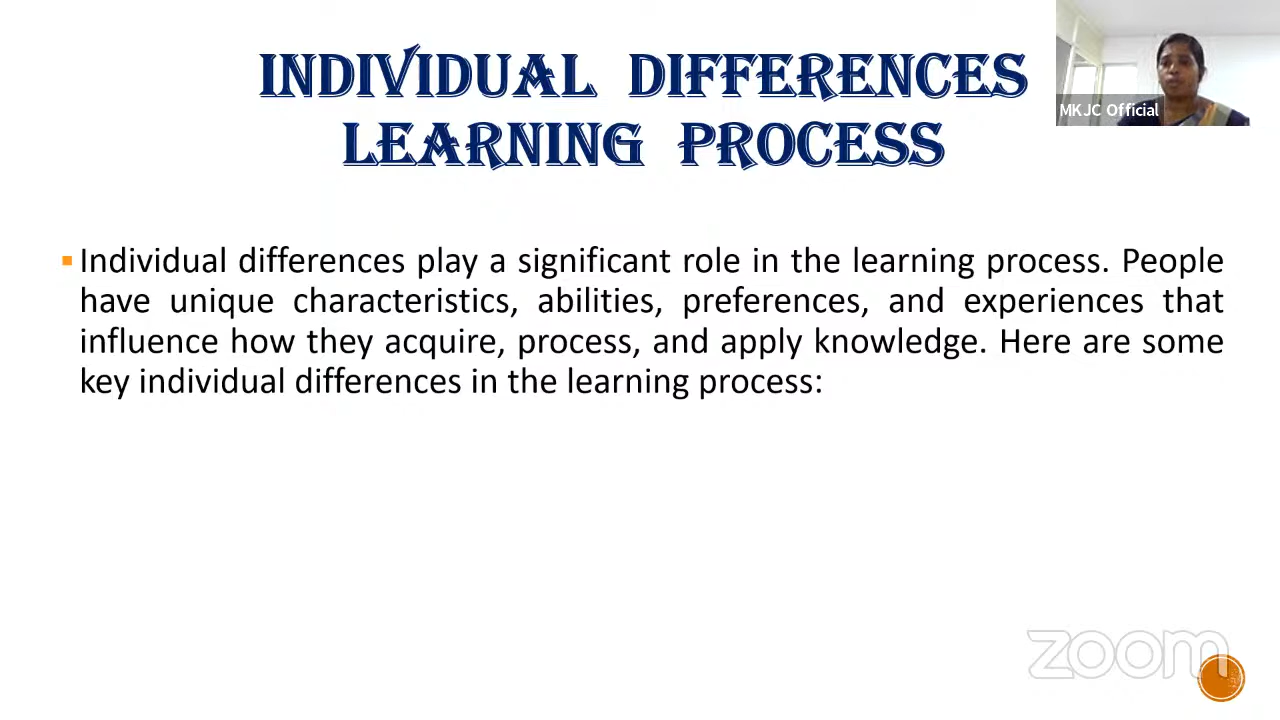 INDIVIDUAL DIFFERENCES
LEARNING PROCESS
MKJC Official
Individual differences play a significant role in the learning process. People
have unique characteristics, abilities, preferences, and experiences that
influence how they acquire, process, and apply knowledge. Here are some
key individual differences in the learning process:
zoom